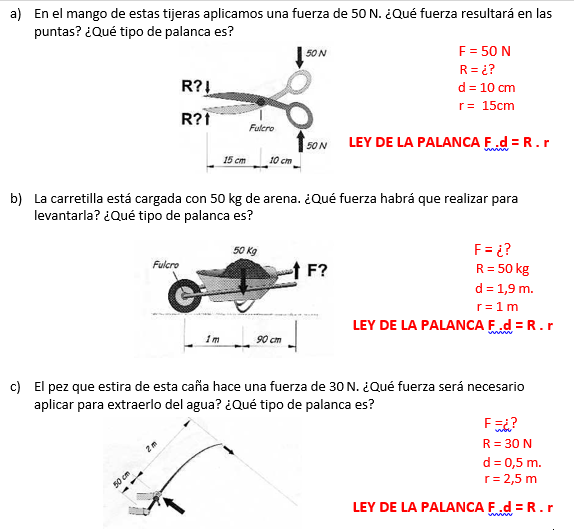 a) En el mango de estas tijeras aplicamos una fuerza de 50 N. ¿Qué fuerza resultará en las
puntas? ¿Qué tipo de palanca es?
50 N
R?
R?
Fulcro
50 N
15 cm
10 cm
F = 50 N
R = ¿?
d = 10 cm
r = 15cm
LEY DE LA PALANCA F .d = R . r
b) La carretilla está cargada con 50 kg de arena. ¿Qué fuerza habrá que realizar para
levantarla? ¿Qué tipo de palanca es?
50 Kg
Fulcro
F?
1 m
90 cm
F = ¿?
R = 50 kg
d = 1,9 m.
r = 1 m
LEY DE LA PALANCA F .d = R . r
c) El pez que estira de esta caña hace una fuerza de 30 N. ¿Qué fuerza será necesario
aplicar para extraerlo del agua? ¿Qué tipo de palanca es?
2 m
50 cm
F =¿?
R = 30 N
d = 0,5 m.
r = 2,5 m
LEY DE LA PALANCA F .d = R . r